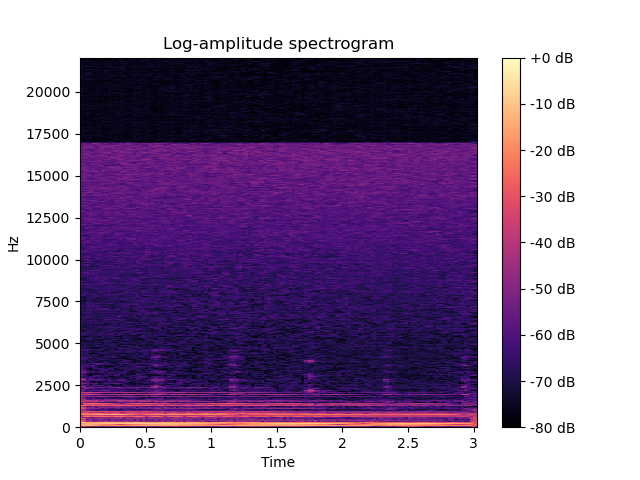 Log-amplitude spectrogram
Hz
20000
17500
15000
12500
10000
7500
5000
2500
0
0 0.5 1 1.5 2 2.5 3
Time
+0 dB
-10 dB
-20 dB
-30 dB
-40 dB
-50 dB
-60 dB
-70 dB
-80 dB